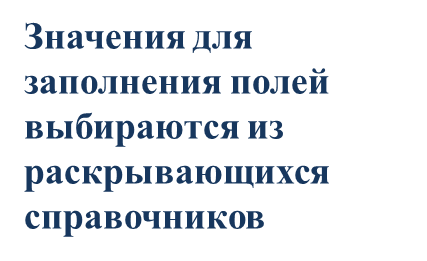 Значения для
заполнения полей
выбираются из
раскрывающихся
справочников